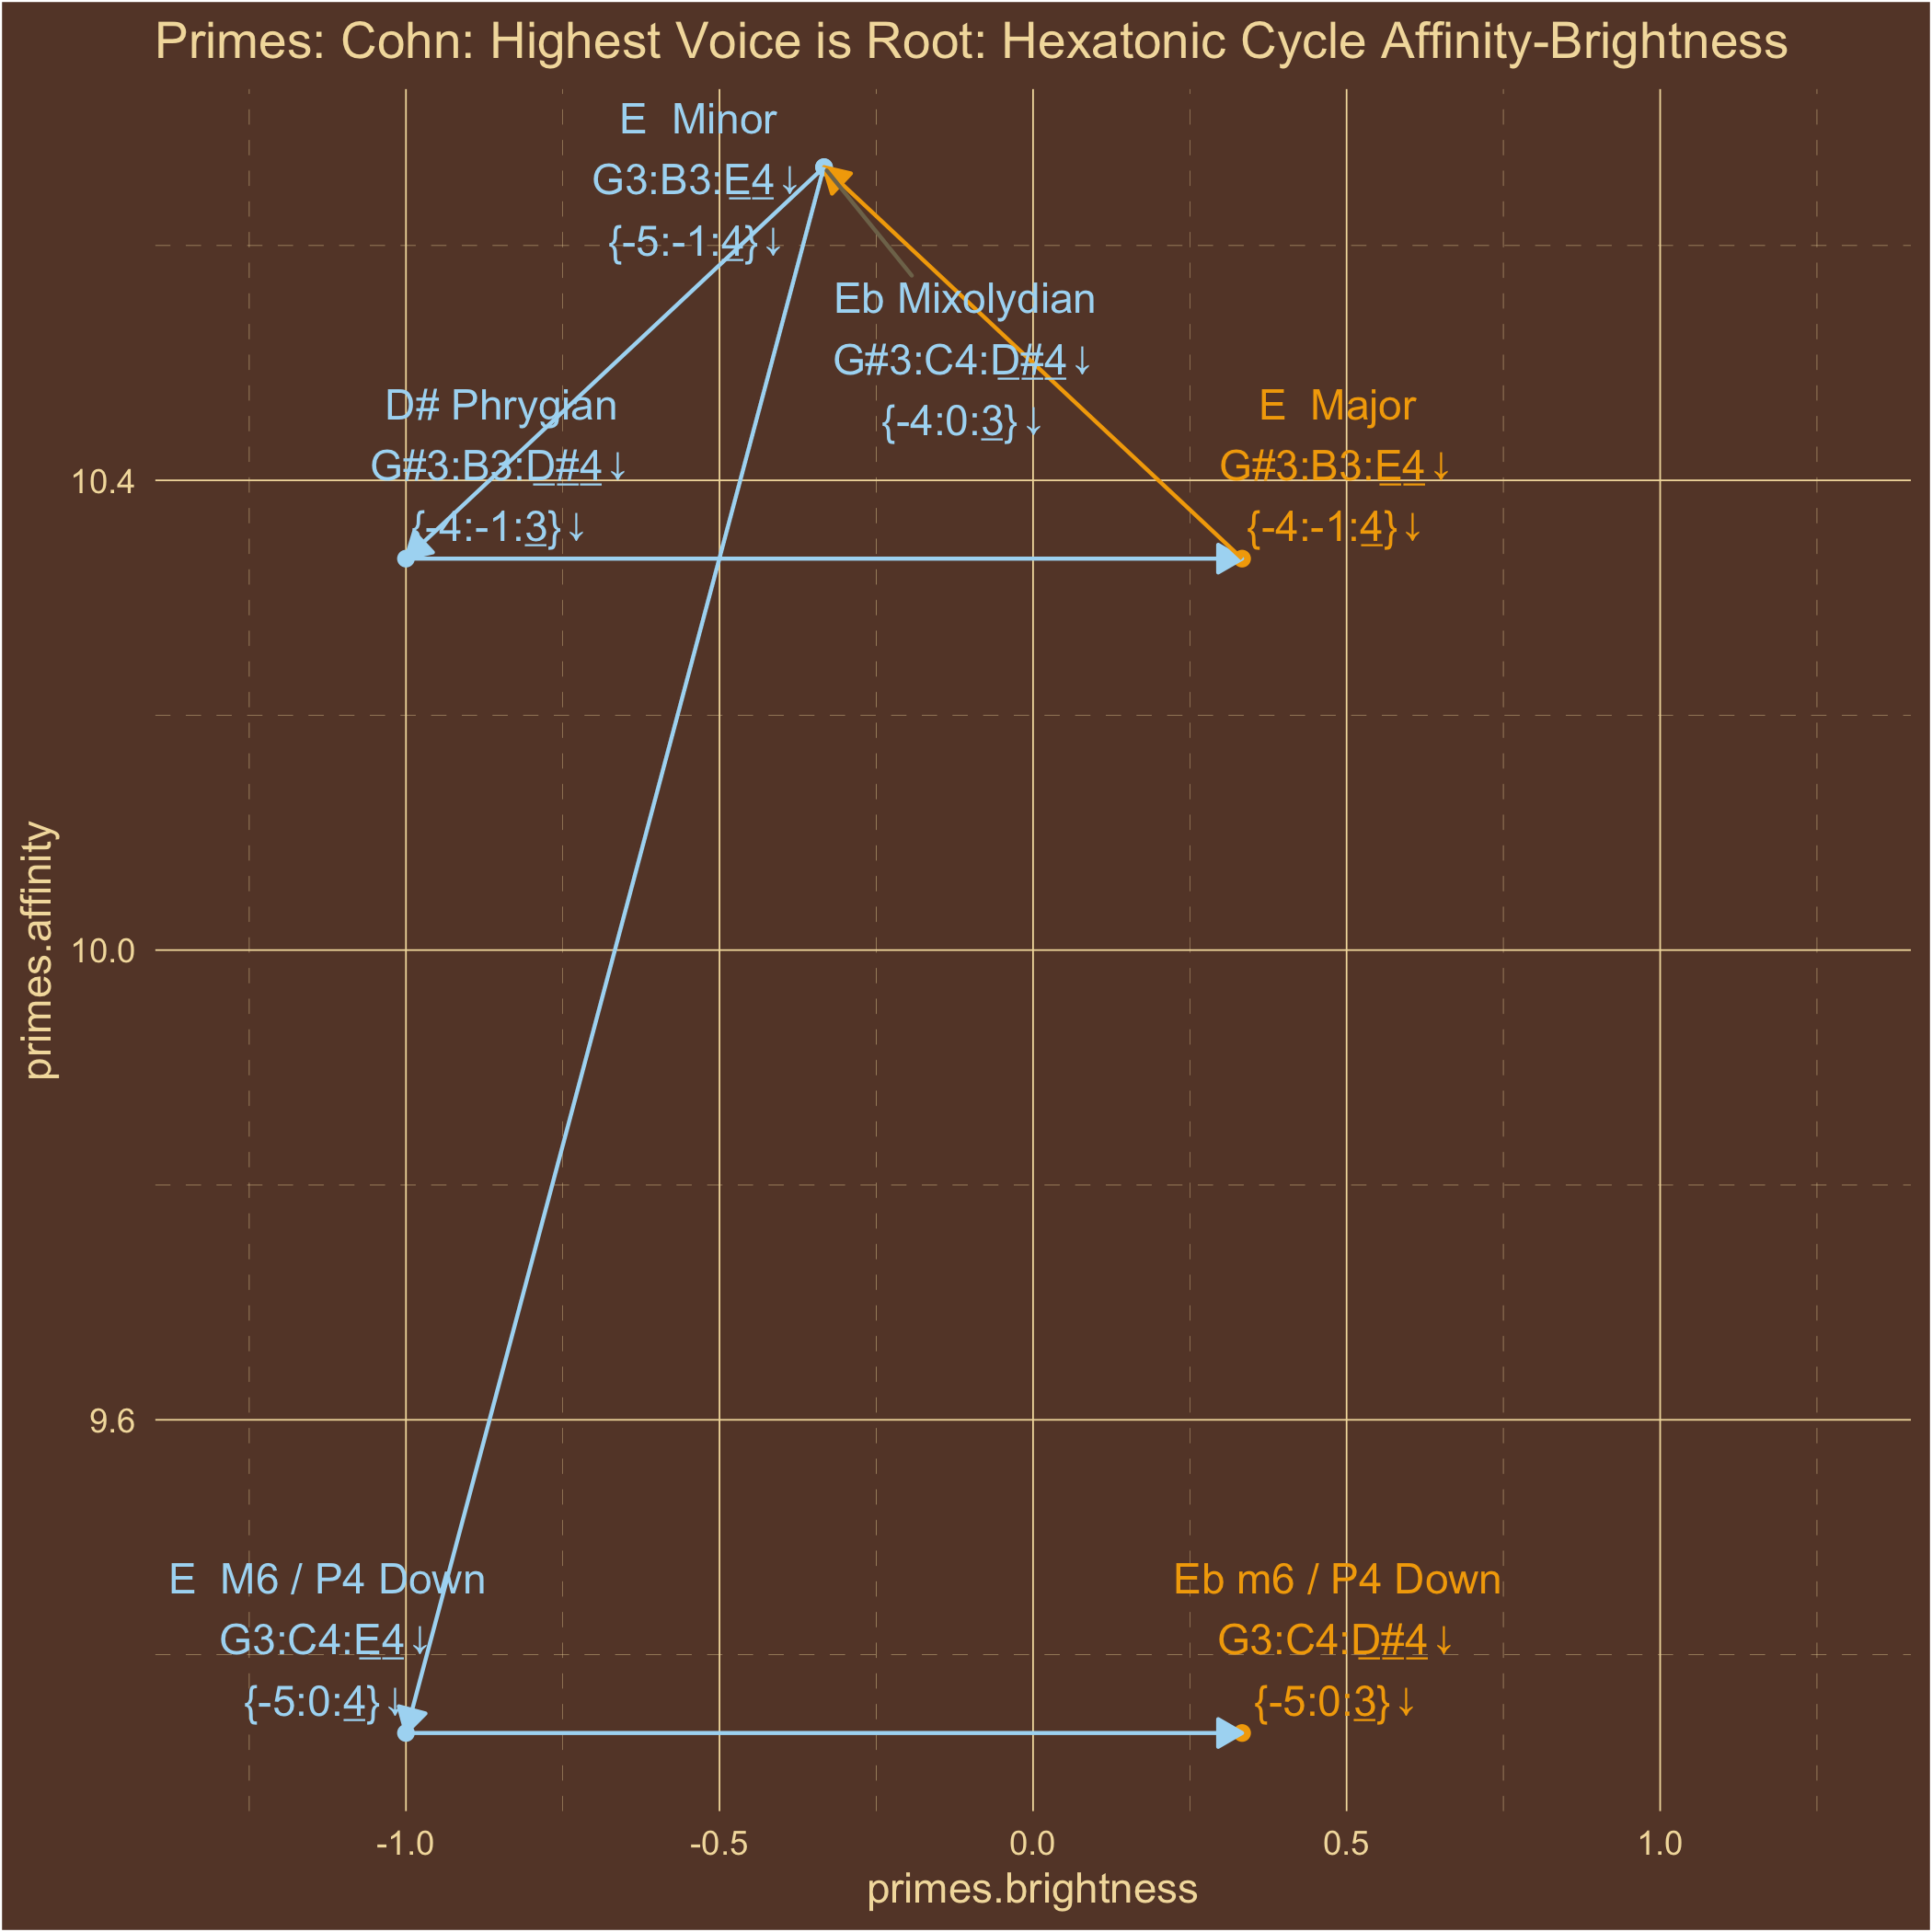 Primes: Cohn: Highest Voice is Root: Hexatonic Cycle Affinity-Brightness
E  Minor
G3:B3:E4↓
{-5:-1:4}↓
Eb Mixolydian
G#3:C4:D#4↓
{-4:0:3}↓
D# Phrygian
G#3:B3:D#4↓
{-4:-1:3}↓
E  Major
G#3:B3:E4↓
{-4:-1:4}↓
10.4
10.0
9.6
primes.affinity
E  M6 / P4 Down
G3:C4:E4↓
{-5:0:4}↓
Eb m6 / P4 Down
G3:C4:D#4↓
{-5:0:3}↓
-1.0
-0.5
0.0
0.5
1.0
primes.brightness